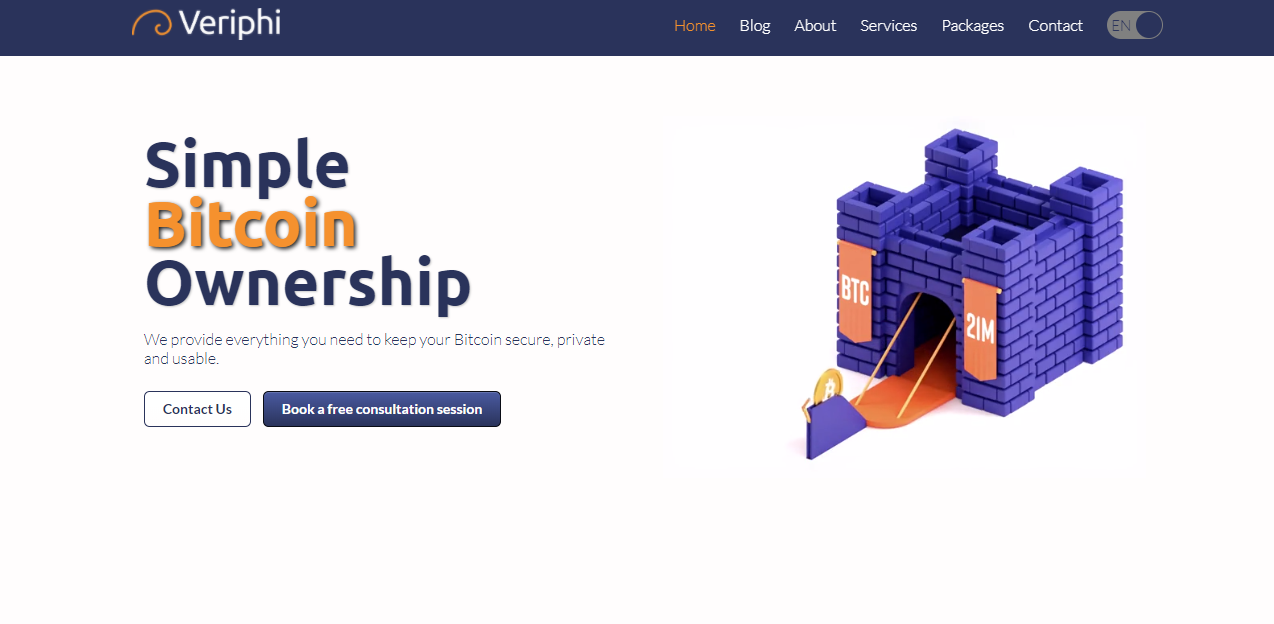 Veriphi
Home Blog About Services Packages Contact EN
Simple
Bitcoin
Ownership
We provide everything you need to keep your Bitcoin secure, private
and usable.
Contact Us Book a free consultation session
BTC
21M